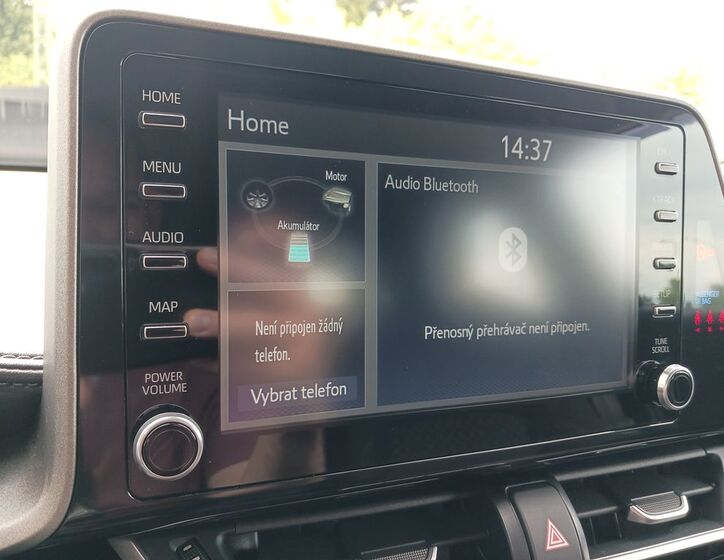 HOME
MENU
AUDIO
MAP
POWER
VOLUME
Home
14:37
Motor
Akumulátor
Audio Bluetooth
Není připojen žádný
telefon.
Vybrat telefon
Přenosný přehrávač není připojen.
TUNE
SCROLL